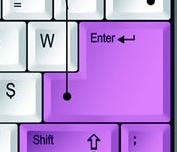 =
W Enter
$
Shift ;